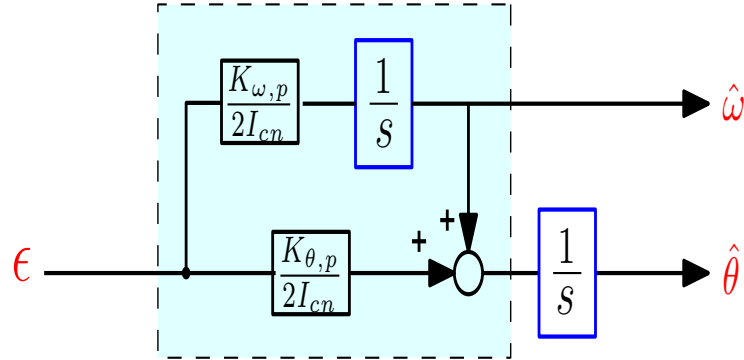 K_{ω,p}
2I_{cn}
1
s
ω̂
+
+
ϵ
K_{θ,p}
2I_{cn}
1
s
θ̂